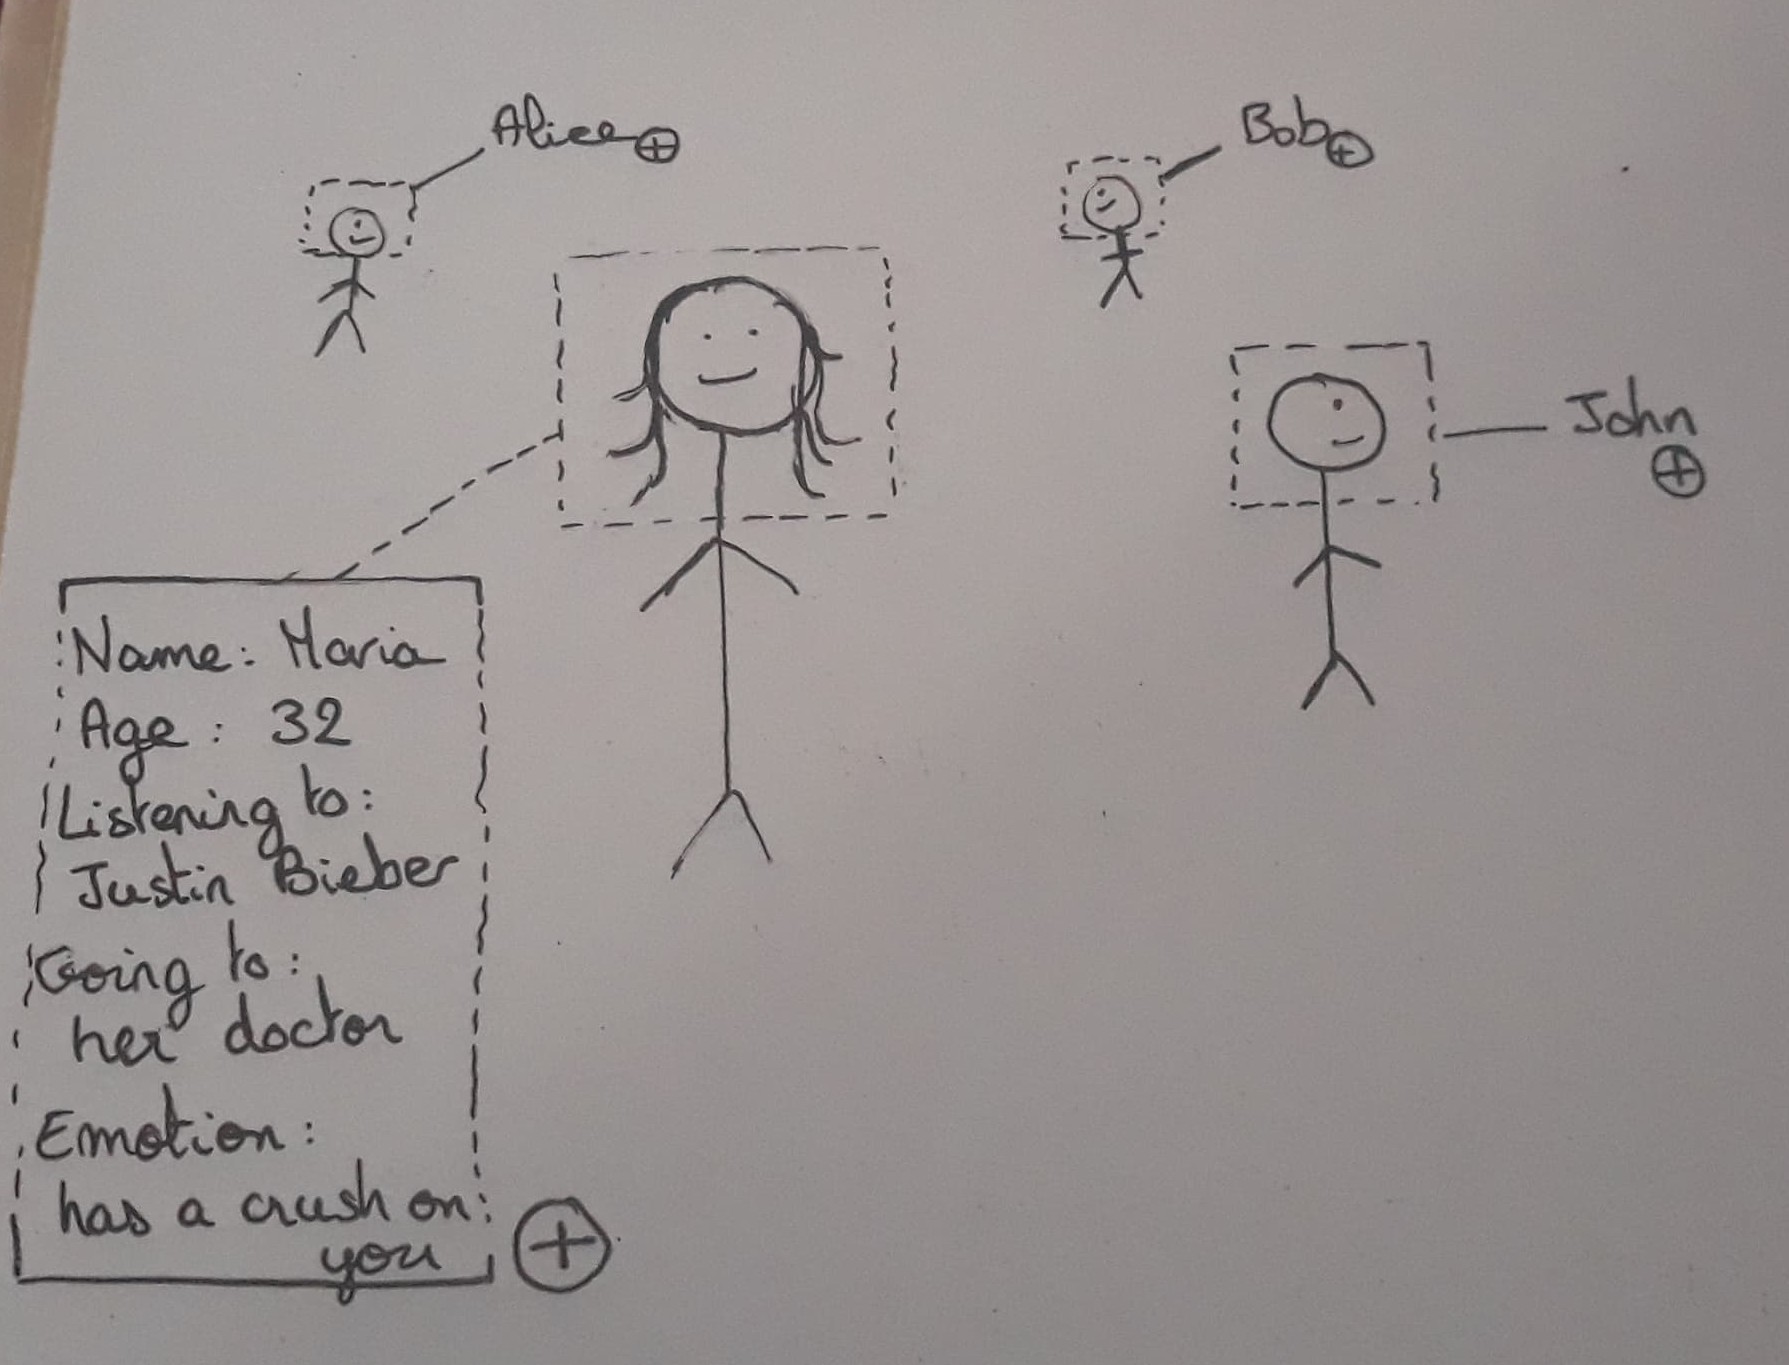 Alice
Bob
John
Name: Maria
Age: 32
Listening to:
Justin Bieber
Going to:
her doctor
Emotion:
has a crush on
you